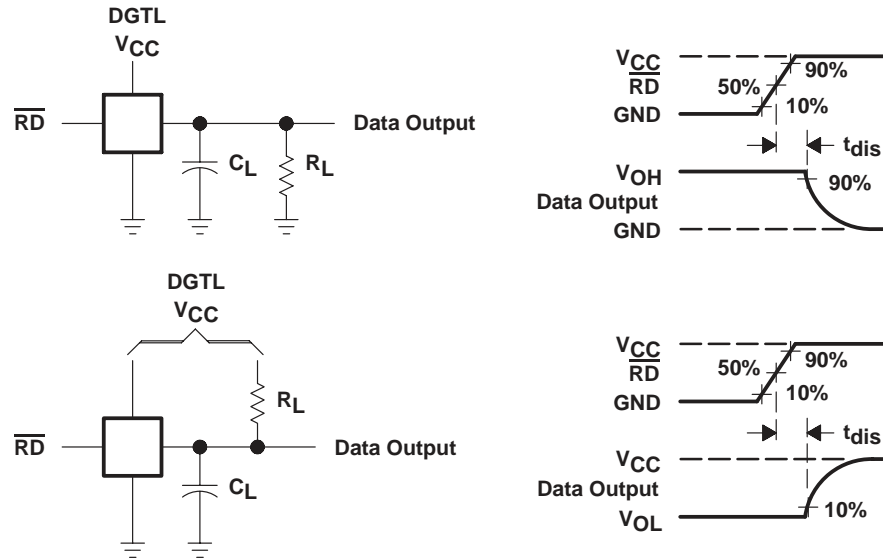 DGTL
VCC
RD
Data Output
CL
RL
VCC
RD
GND
50%
90%
10%
tdis
VOH
Data Output
GND
90%
DGTL
VCC
RL
RD
Data Output
CL
VCC
RD
GND
50%
90%
10%
tdis
VCC
Data Output
VOL
10%